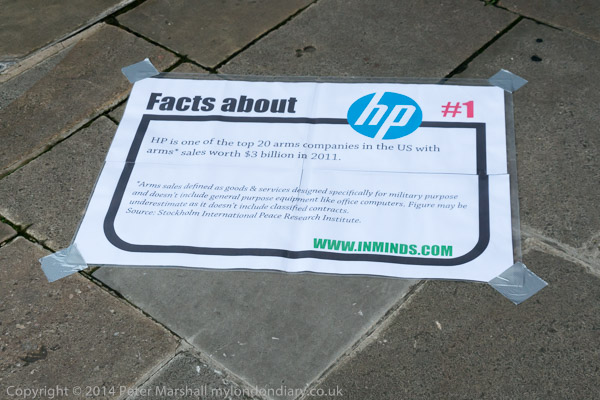 Facts about hp #1
HP is one of the top 20 arms companies in the US with
arms* sales worth $3 billion in 2011.
*Arms sales defined as goods & services designed specifically for military purpose
and doesn't include general purpose equipment like office computers. Figure may be
underestimate as it doesn't include classified contracts.
Source: Stockholm International Peace Research Institute.
WWW.INMINDS.COM
Copyright © 2014 Peter Marshall mylondondiary.co.uk